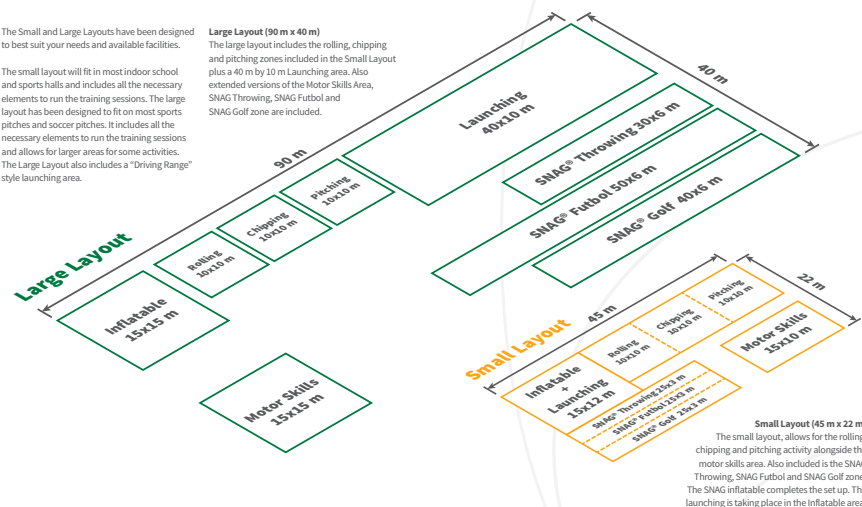 The Small and Large Layouts have been designed
to best suit your needs and available facilities.
The small layout will fit in most indoor school
and sports halls and includes all the necessary
elements to run the training sessions. The large
layout has been designed to fit on most sports
pitches and soccer pitches. It includes all the
necessary elements to run the training sessions
and allows for larger areas for some activities.
The Large Layout also includes a “Driving Range”
style launching area.
Large Layout (90 m x 40 m)
The large layout includes the rolling, chipping
and pitching zones included in the Small Layout
plus a 40 m by 10 m Launching area. Also
extended versions of the Motor Skills Area,
SNAG Throwing, SNAG Futbol and
SNAG Golf zone are included.
Large Layout
90 m
40 m
Launching
40x10 m
SNAG® Throwing 30x6 m
SNAG® Futbol 50x6 m
SNAG® Golf 40x6 m
Pitching
10x10 m
Chipping
10x10 m
Rolling
10x10 m
Inflatable
15x15 m
Motor Skills
15x15 m
Small Layout
45 m
22 m
Pitching
10x10 m
Chipping
10x10 m
Rolling
10x10 m
Motor Skills
15x10 m
Inflatable
+
Launching
15x12 m
SNAG® Throwing 25x3 m
SNAG® Futbol 25x3 m
SNAG® Golf 25x3 m
Small Layout (45 m x 22 m
The small layout, allows for the rolling
chipping and pitching activity alongside th
motor skills area. Also included is the SNAG
Throwing, SNAG Futbol and SNAG Golf zone
The SNAG inflatable completes the set up. Th
launching is taking place in the Inflatable area